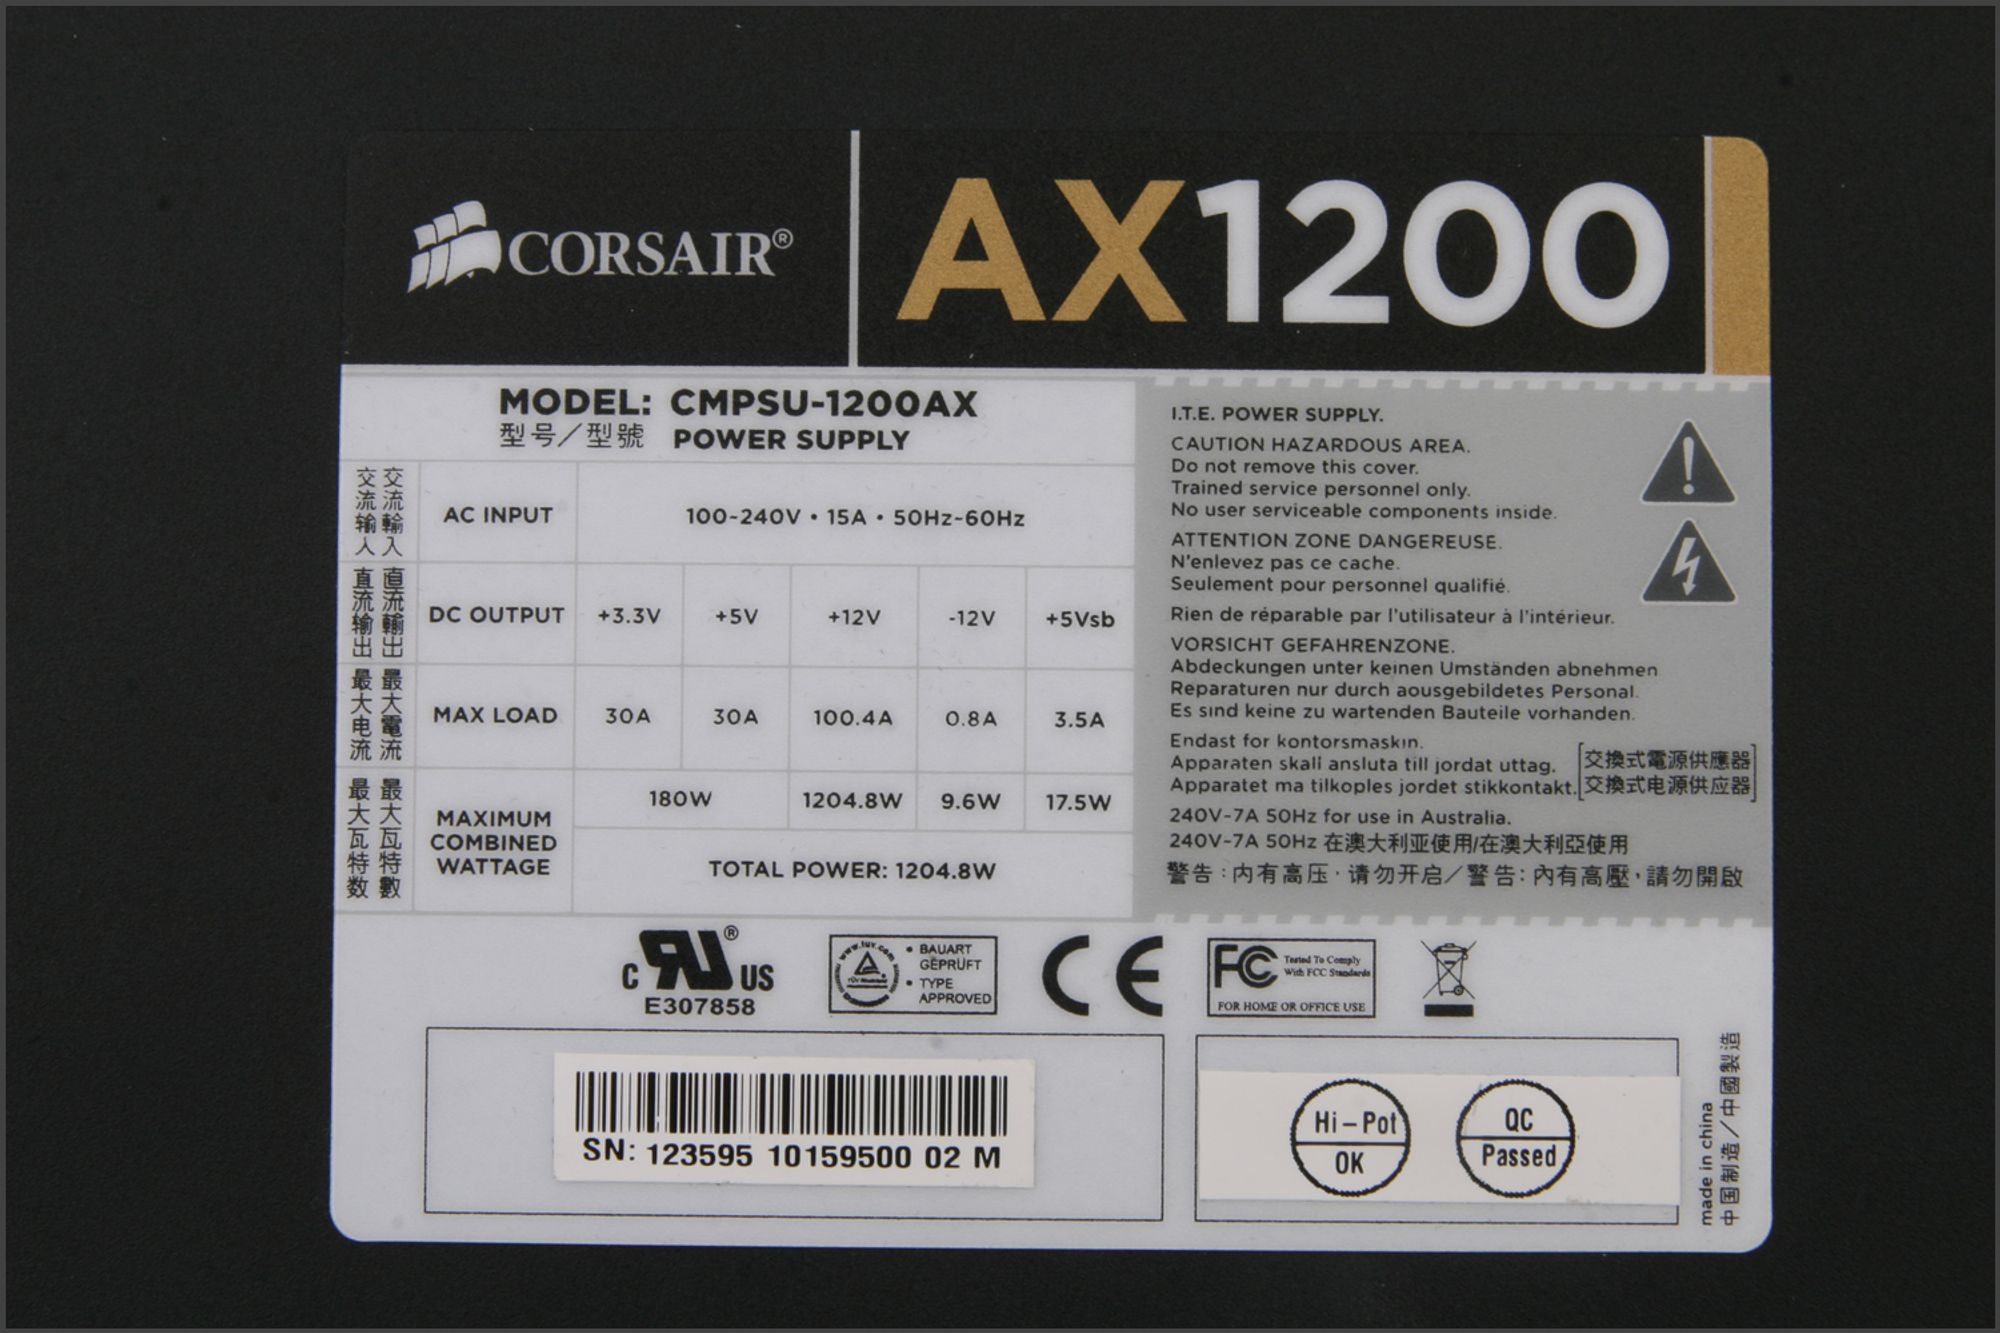 CORSAIR®
AX1200
MODEL: CMPSU-1200AX
型号／型號 POWER SUPPLY
交流输入 交流輸入
AC INPUT 100~240V • 15A • 50Hz~60Hz
直流输出 直流輸出
DC OUTPUT +3.3V +5V +12V -12V +5Vsb
最大电流 最大電流
MAX LOAD 30A 30A 100.4A 0.8A 3.5A
最大瓦特数 最大瓦特數
MAXIMUM
COMBINED
WATTAGE
180W 1204.8W 9.6W 17.5W
TOTAL POWER: 1204.8W
I.T.E. POWER SUPPLY.
CAUTION HAZARDOUS AREA.
Do not remove this cover.
Trained service personnel only.
No user serviceable components inside.
ATTENTION ZONE DANGEREUSE.
N'enlevez pas ce cache.
Seulement pour personnel qualifié.
Rien de réparable par l'utilisateur à l'intérieur.
VORSICHT GEFAHRENZONE.
Abdeckungen unter keinen Umständen abnehmen
Reparaturen nur durch aousgebildetes Personal.
Es sind keine zu wartenden Bauteile vorhanden.
Endast for kontorsmaskin.
Apparaten skall ansluta till jordat uttag.
Apparatet ma tilkoples jordet stikkontakt.
交換式電源供應器
交換式电源供应器
240V~7A 50Hz for use in Australia.
240V~7A 50Hz 在澳大利亚使用/在澳大利亞使用
警告：内有高压，请勿开启／警告：內有高壓，請勿開啟
c RU US ®
E307858
www.tuv.com
• BAUART
GEPRÜFT
• TYPE
APPROVED
CE
FC Tested To Comply
With FCC Standards
FOR HOME OR OFFICE USE
SN: 123595 10159500 02 M
Hi-Pot
OK
QC
Passed
made in china
中国制造／中國製造